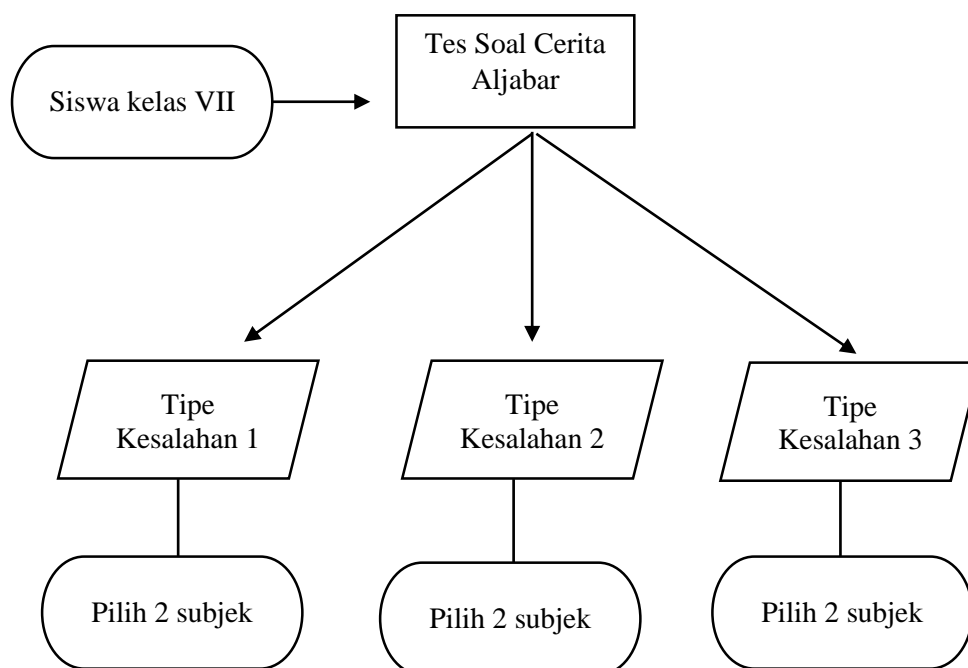 Tes Soal Cerita
Aljabar
Siswa kelas VII
Tipe
Kesalahan 1
Tipe
Kesalahan 2
Tipe
Kesalahan 3
Pilih 2 subjek
Pilih 2 subjek
Pilih 2 subjek